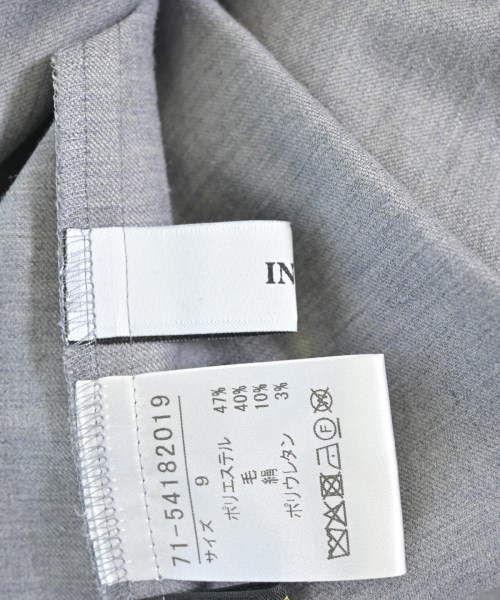 IN
71-54182019
サイズ 9
ポリエステル 47%
毛 40%
絹 10%
ポリウレタン 3%